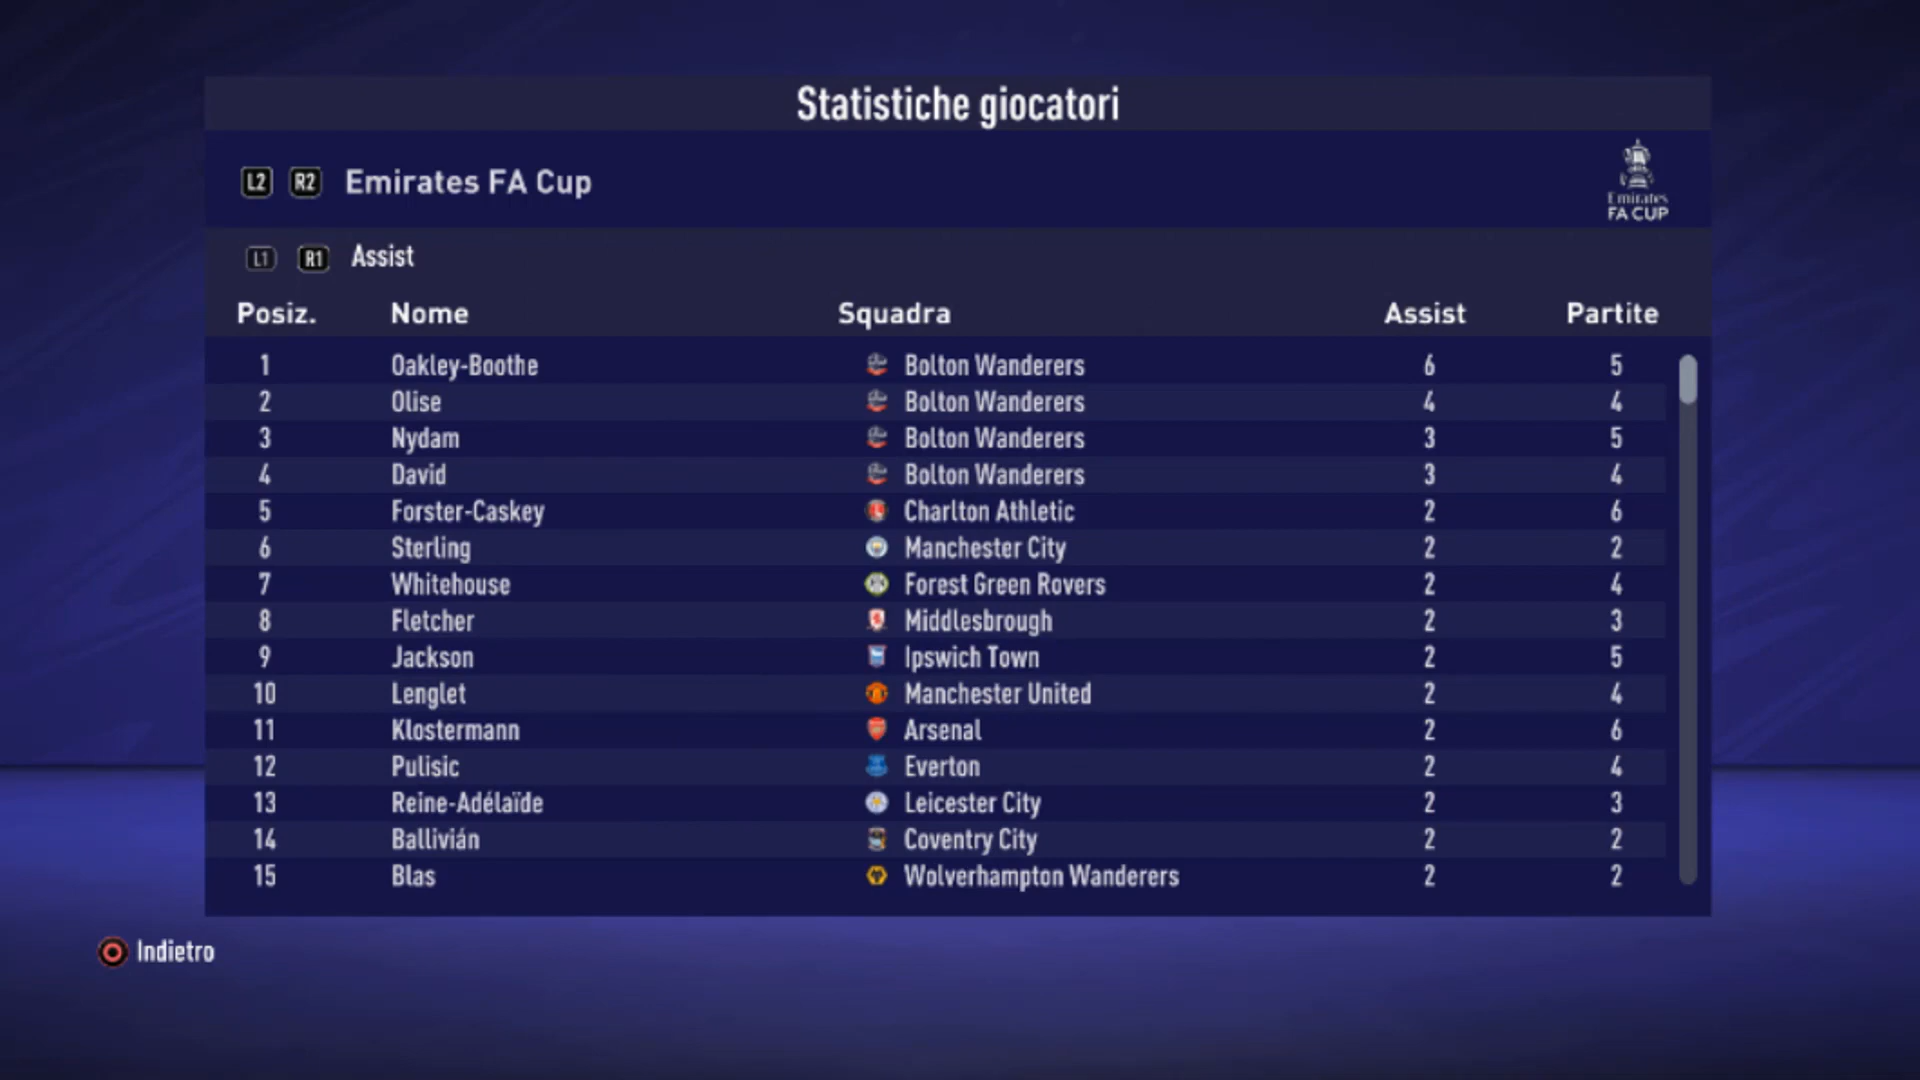 Statistiche giocatori
L2 R2 Emirates FA Cup
Emirates
FA CUP
L1 R1 Assist
Posiz. Nome Squadra Assist Partite
1 Oakley-Boothe Bolton Wanderers 6 5
2 Olise Bolton Wanderers 4 4
3 Nydam Bolton Wanderers 3 5
4 David Bolton Wanderers 3 4
5 Forster-Caskey Charlton Athletic 2 6
6 Sterling Manchester City 2 2
7 Whitehouse Forest Green Rovers 2 4
8 Fletcher Middlesbrough 2 3
9 Jackson Ipswich Town 2 5
10 Lenglet Manchester United 2 4
11 Klostermann Arsenal 2 6
12 Pulisic Everton 2 4
13 Reine-Adélaïde Leicester City 2 3
14 Ballivián Coventry City 2 2
15 Blas Wolverhampton Wanderers 2 2
Indietro